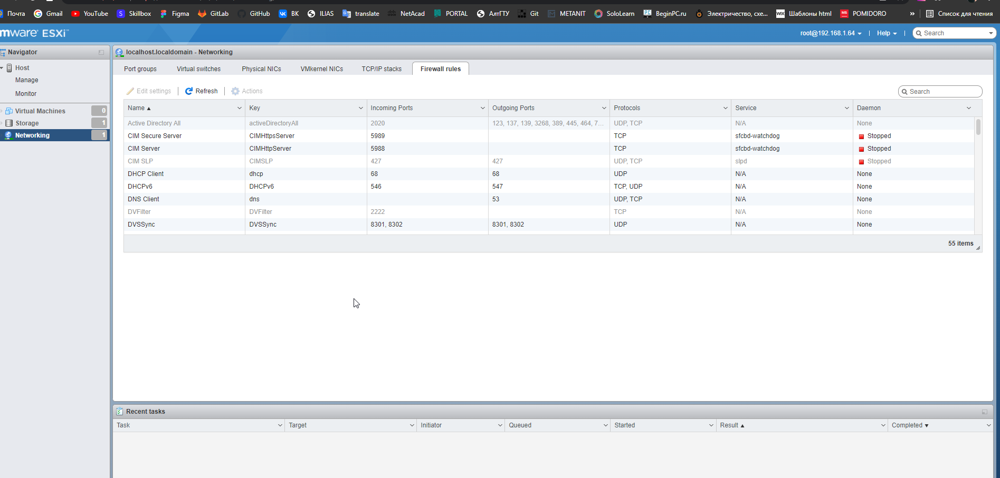 Почта Gmail YouTube Skillbox Figma GitLab GitHub ВК ILIAS translate NetAcad PORTAL АлтГТУ Git METANIT SoloLearn BeginPC.ru Электричество, схе... Шаблоны html POMIDORO » Список для чтения
mware® ESXi™ root@192.168.1.64 | Help | Search
Navigator
Host
Manage
Monitor
Virtual Machines 0
Storage 1
Networking 1
localhost.localdomain - Networking
Port groups Virtual switches Physical NICs VMkernel NICs TCP/IP stacks Firewall rules
Edit settings | Refresh | Actions Search
Name Key Incoming Ports Outgoing Ports Protocols Service Daemon
Active Directory All activeDirectoryAll 2020 123, 137, 139, 3268, 389, 445, 464, 7... UDP, TCP N/A None
CIM Secure Server CIMHttpsServer 5989 TCP sfcbd-watchdog Stopped
CIM Server CIMHttpServer 5988 TCP sfcbd-watchdog Stopped
CIM SLP CIMSLP 427 427 UDP, TCP slpd Stopped
DHCP Client dhcp 68 68 UDP N/A None
DHCPv6 DHCPv6 546 547 TCP, UDP N/A None
DNS Client dns 53 UDP, TCP N/A None
DVFilter DVFilter 2222 TCP N/A None
DVSSync DVSSync 8301, 8302 8301, 8302 UDP N/A None
55 items
Recent tasks
Task Target Initiator Queued Started Result Completed